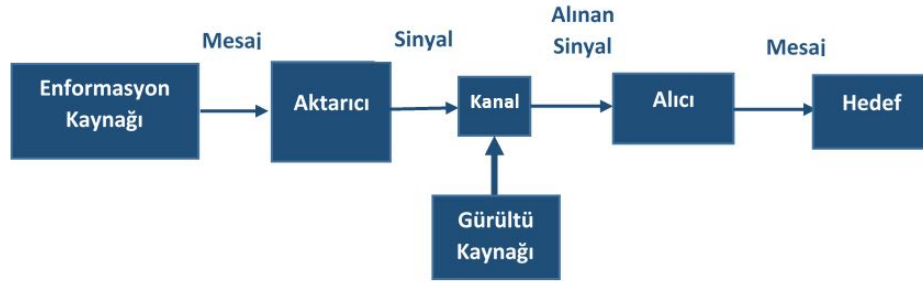 Mesaj
Sinyal
Alınan
Sinyal
Mesaj
Enformasyon
Kaynağı
Aktarıcı
Kanal
Alıcı
Hedef
Gürültü
Kaynağı